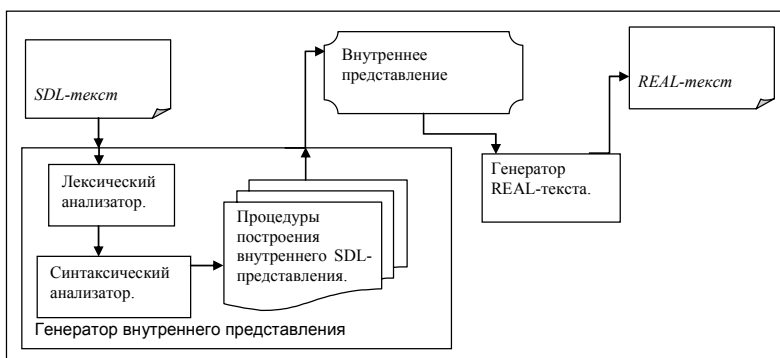 SDL-текст
Внутреннее
представление
REAL-текст
Лексический
анализатор.
Синтаксический
анализатор.
Процедуры
построения
внутреннего SDL-
представления.
Генератор
REAL-текста.
Генератор внутреннего представления